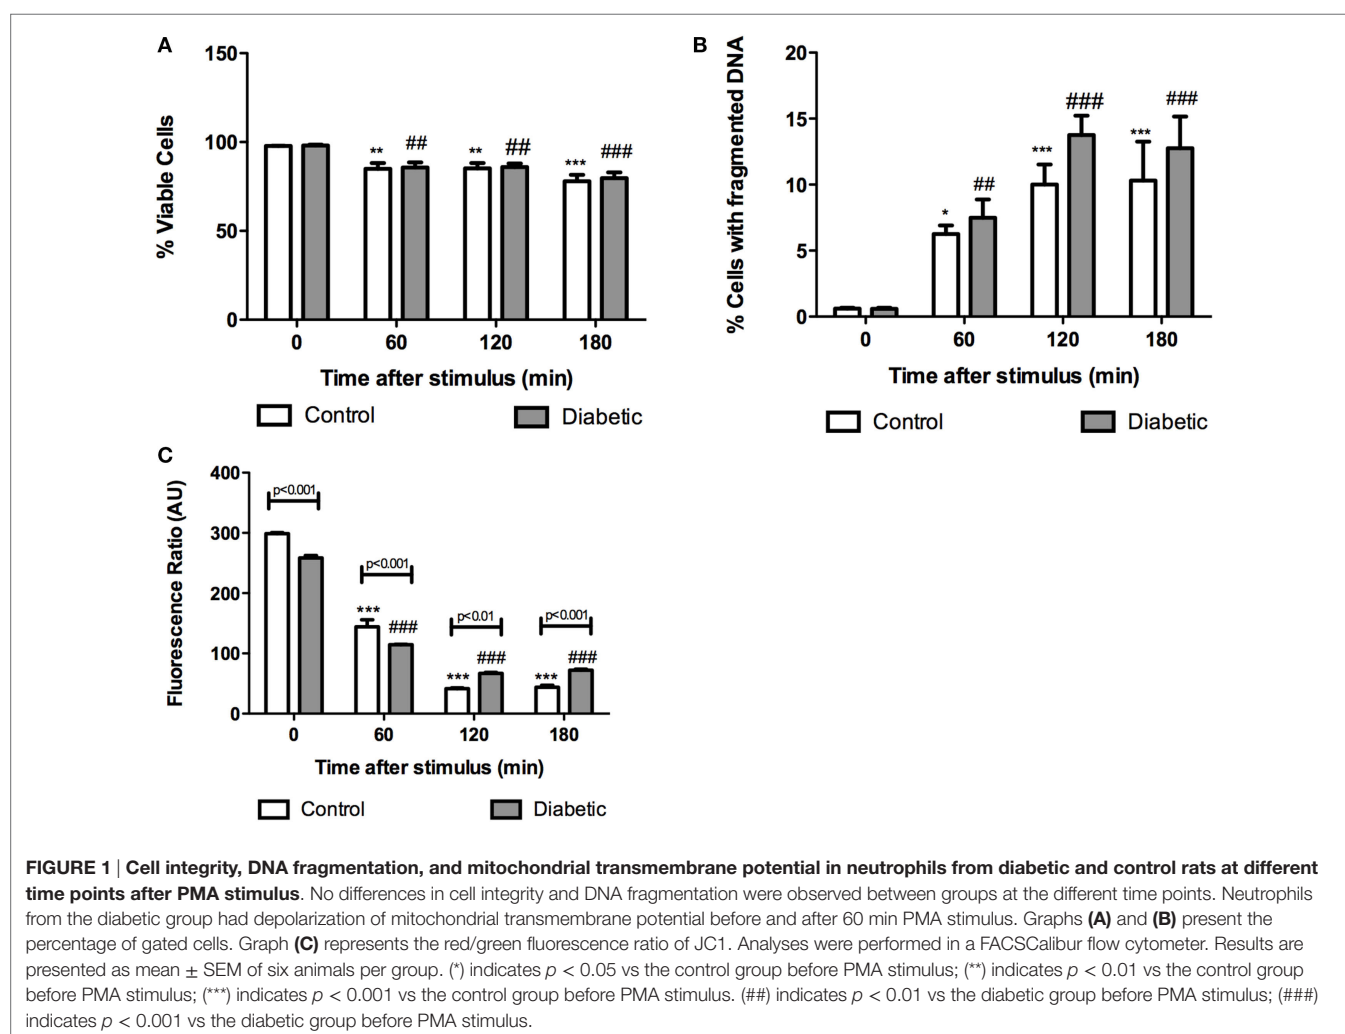 A
150
100
50
0
% Viable Cells
** ## ** ## *** ###
0 60 120 180
Time after stimulus (min)
Control Diabetic
B
20
15
10
5
0
% Cells with fragmented DNA
* ## *** ### *** ###
0 60 120 180
Time after stimulus (min)
Control Diabetic
C
400
300
200
100
0
Fluorescence Ratio (AU)
p<0.001
p<0.001
p<0.01
p<0.001
*** ### *** ### *** ###
0 60 120 180
Time after stimulus (min)
Control Diabetic
FIGURE 1 | Cell integrity, DNA fragmentation, and mitochondrial transmembrane potential in neutrophils from diabetic and control rats at different
time points after PMA stimulus. No differences in cell integrity and DNA fragmentation were observed between groups at the different time points. Neutrophils
from the diabetic group had depolarization of mitochondrial transmembrane potential before and after 60 min PMA stimulus. Graphs (A) and (B) present the
percentage of gated cells. Graph (C) represents the red/green fluorescence ratio of JC1. Analyses were performed in a FACSCalibur flow cytometer. Results are
presented as mean ± SEM of six animals per group. (*) indicates p < 0.05 vs the control group before PMA stimulus; (**) indicates p < 0.01 vs the control group
before PMA stimulus; (***) indicates p < 0.001 vs the control group before PMA stimulus. (##) indicates p < 0.01 vs the diabetic group before PMA stimulus; (###)
indicates p < 0.001 vs the diabetic group before PMA stimulus.